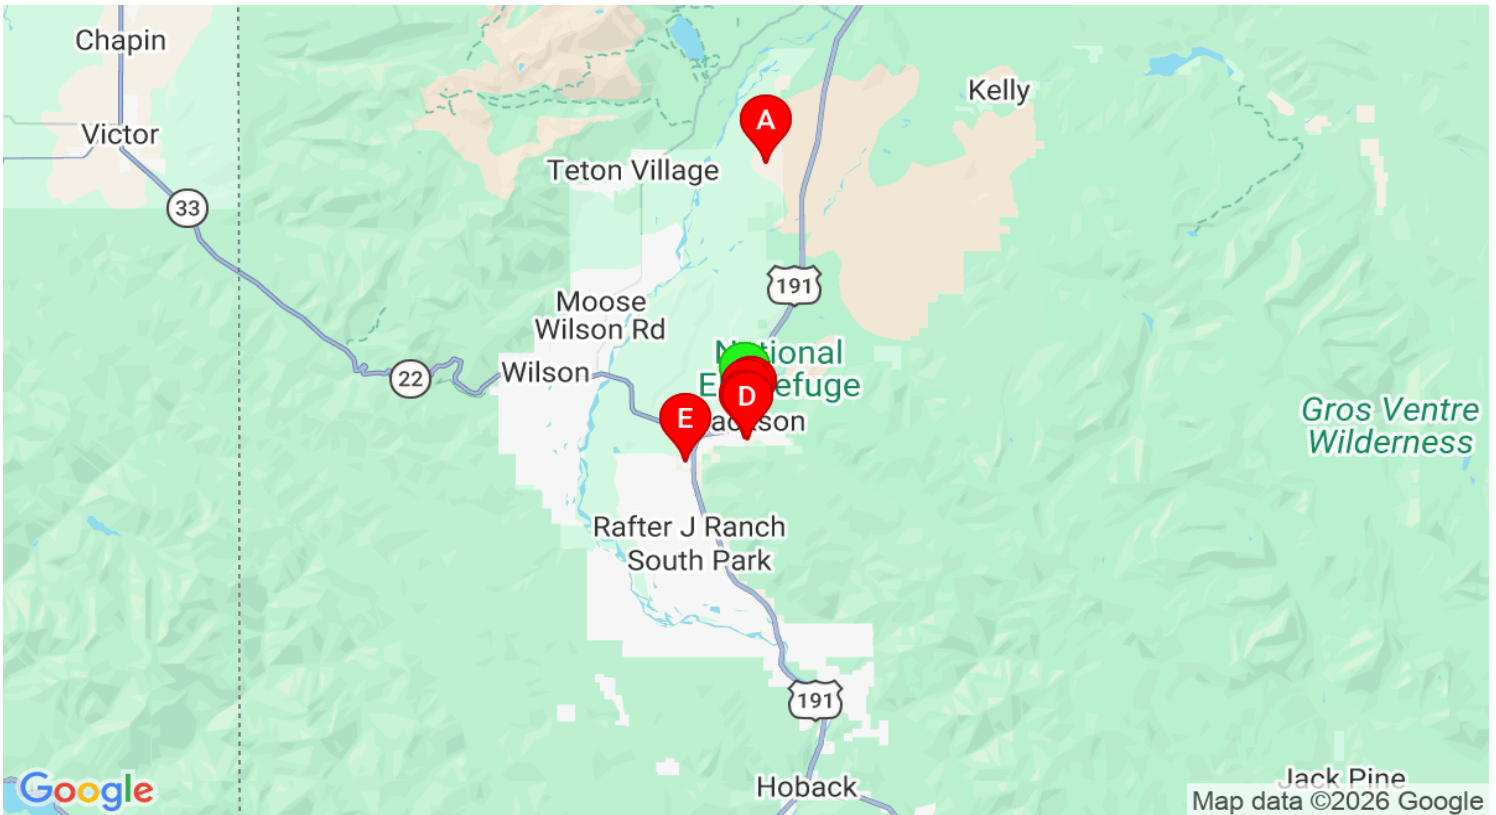 Chapin
Kelly
A
Victor
Teton Village
33
191
Moose
Wilson Rd
National
Wilson
22
D
E
Gros Ventre
Wilderness
Rafter J Ranch
South Park
191
Hoback
Jack Pine
Google
Map data ©2026 Google